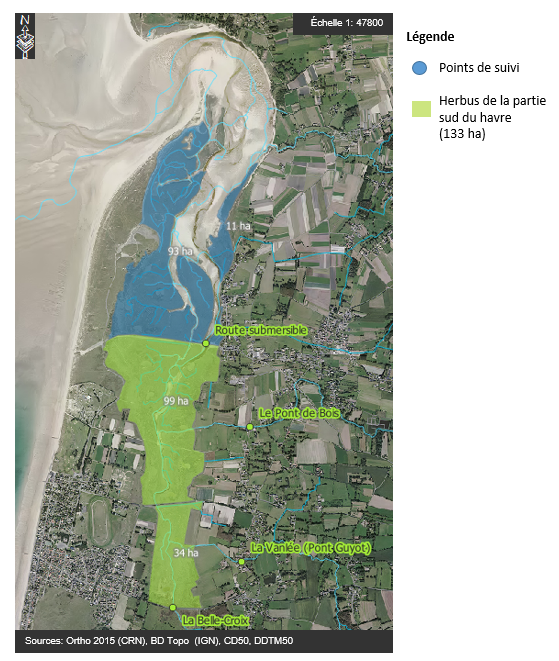 N
Échelle 1: 47800
Légende
Points de suivi
Herbus de la partie
sud du havre
(133 ha)
11 ha
93 ha
Route submersible
99 ha
Le Pont de Bois
La Vanlée (Pont Guyot)
34 ha
La Belle-Croix
Sources: Ortho 2015 (CRN), BD Topo (IGN), CD50, DDTM50